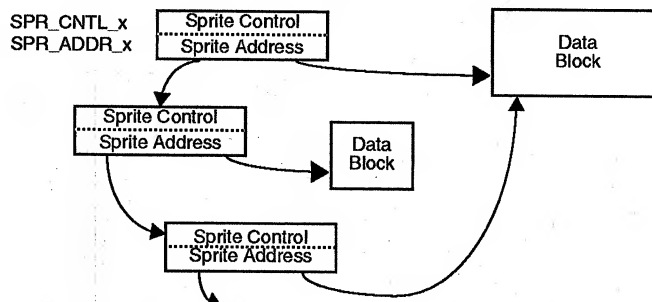 SPR_CNTL_x
SPR_ADDR_x
Sprite Control
Sprite Address
Data
Block
Sprite Control
Sprite Address
Data
Block
Sprite Control
Sprite Address